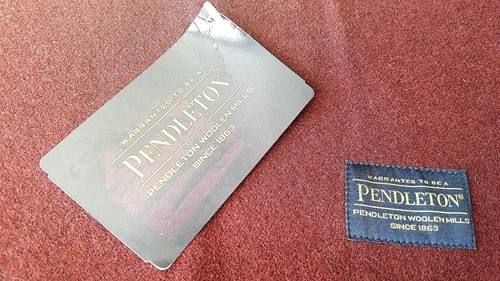 WARRANTED TO BE A
PENDLETON®
PENDLETON WOOLEN MILLS
SINCE 1863
WARRANTED TO BE A
PENDLETON®
PENDLETON WOOLEN MILLS
SINCE 1863